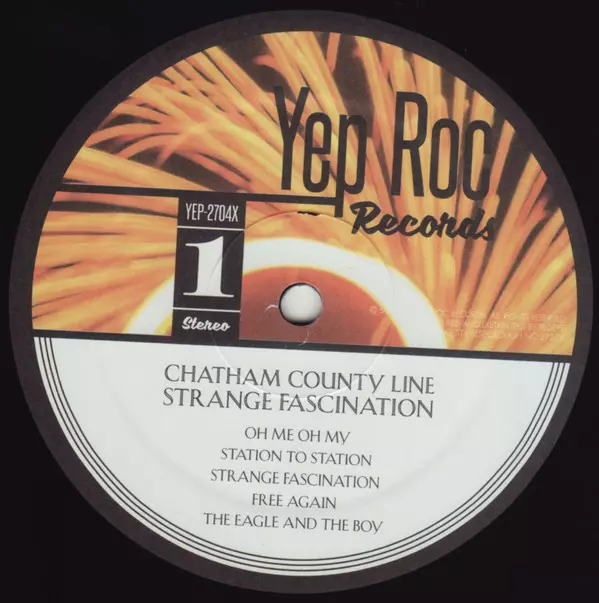 Yep Roc
Records
YEP-2704X
1
Stereo
CHATHAM COUNTY LINE
STRANGE FASCINATION
OH ME OH MY
STATION TO STATION
STRANGE FASCINATION
FREE AGAIN
THE EAGLE AND THE BOY